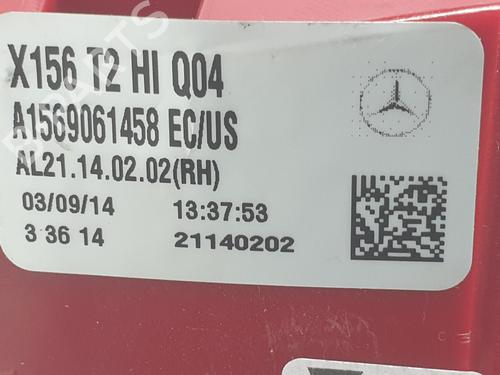 X156 T2 HI Q04
A1569061458 EC/US
AL21.14.02.02(RH)
03/09/14 13:37:53
3 36 14 21140202